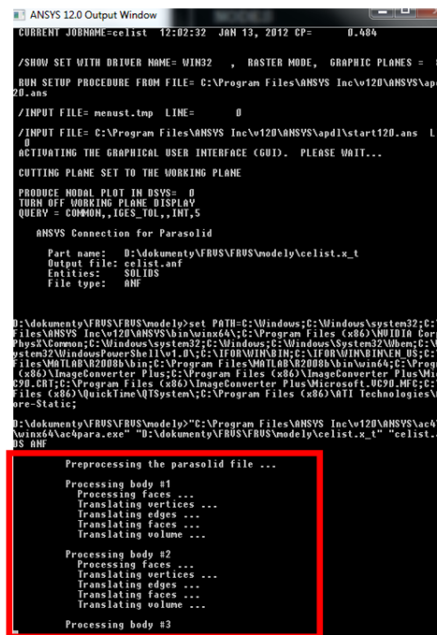 ANSYS 12.0 Output Window
CURRENT JOBNAME=celist 12:02:32 JAN 13, 2012 CP= 0.484
/SHOW SET WITH DRIVER NAME= WIN32 , RASTER MODE, GRAPHIC PLANES =
RUN SETUP PROCEDURE FROM FILE= C:\Program Files\ANSYS Inc\v120\ANSYS\ap
20.ans
/INPUT FILE= menust.tmp LINE= 0
/INPUT FILE= C:\Program Files\ANSYS Inc\v120\ANSYS\apdl\start120.ans L
0
ACTIVATING THE GRAPHICAL USER INTERFACE (GUI). PLEASE WAIT...
CUTTING PLANE SET TO THE WORKING PLANE
PRODUCE NODAL PLOT IN DSYS= 0
TURN OFF WORKING PLANE DISPLAY
QUERY = COMMON,,IGES_TOL,,INT,5
ANSYS Connection for Parasolid
Part name: D:\dokumenty\FRVS\FRVS\modely\celist.x_t
Output file: celist.anf
Entities: SOLIDS
File type: ANF
D:\dokumenty\FRVS\FRVS\modely>set PATH=C:\Windows;C:\Windows\system32;C:
Files\ANSYS Inc\v120\ANSYS\bin\winx64\;C:\Program Files (x86)\NVIDIA Cor
PhysX\Common;C:\Windows\system32;C:\Windows;C:\Windows\System32\Wbem;C:\W
ystem32\WindowsPowerShell\v1.0\;C:\IFOR\WIN\BIN;C:\IFOR\WIN\BIN\EN_US;C:
Files\MATLAB\R2008b\bin;C:\Program Files\MATLAB\R2008b\bin\win64;C:\Prog
(x86)\ImageConverter Plus;C:\Program Files (x86)\ImageConverter Plus\Mic
C90.CRT;C:\Program Files (x86)\ImageConverter Plus\Microsoft.VC90.MFC;C:
Files (x86)\QuickTime\QTSystem\;C:\Program Files (x86)\ATI Technologies\
ore-Static;
D:\dokumenty\FRVS\FRVS\modely>"C:\Program Files\ANSYS Inc\v120\ANSYS\ac4
\winx64\ac4para.exe" "D:\dokumenty\FRVS\FRVS\modely\celist.x_t" "celist.
DS ANF
Preprocessing the parasolid file ...
Processing body #1
Processing faces ...
Translating vertices ...
Translating edges ...
Translating faces ...
Translating volume ...
Processing body #2
Processing faces ...
Translating vertices ...
Translating edges ...
Translating faces ...
Translating volume ...
Processing body #3